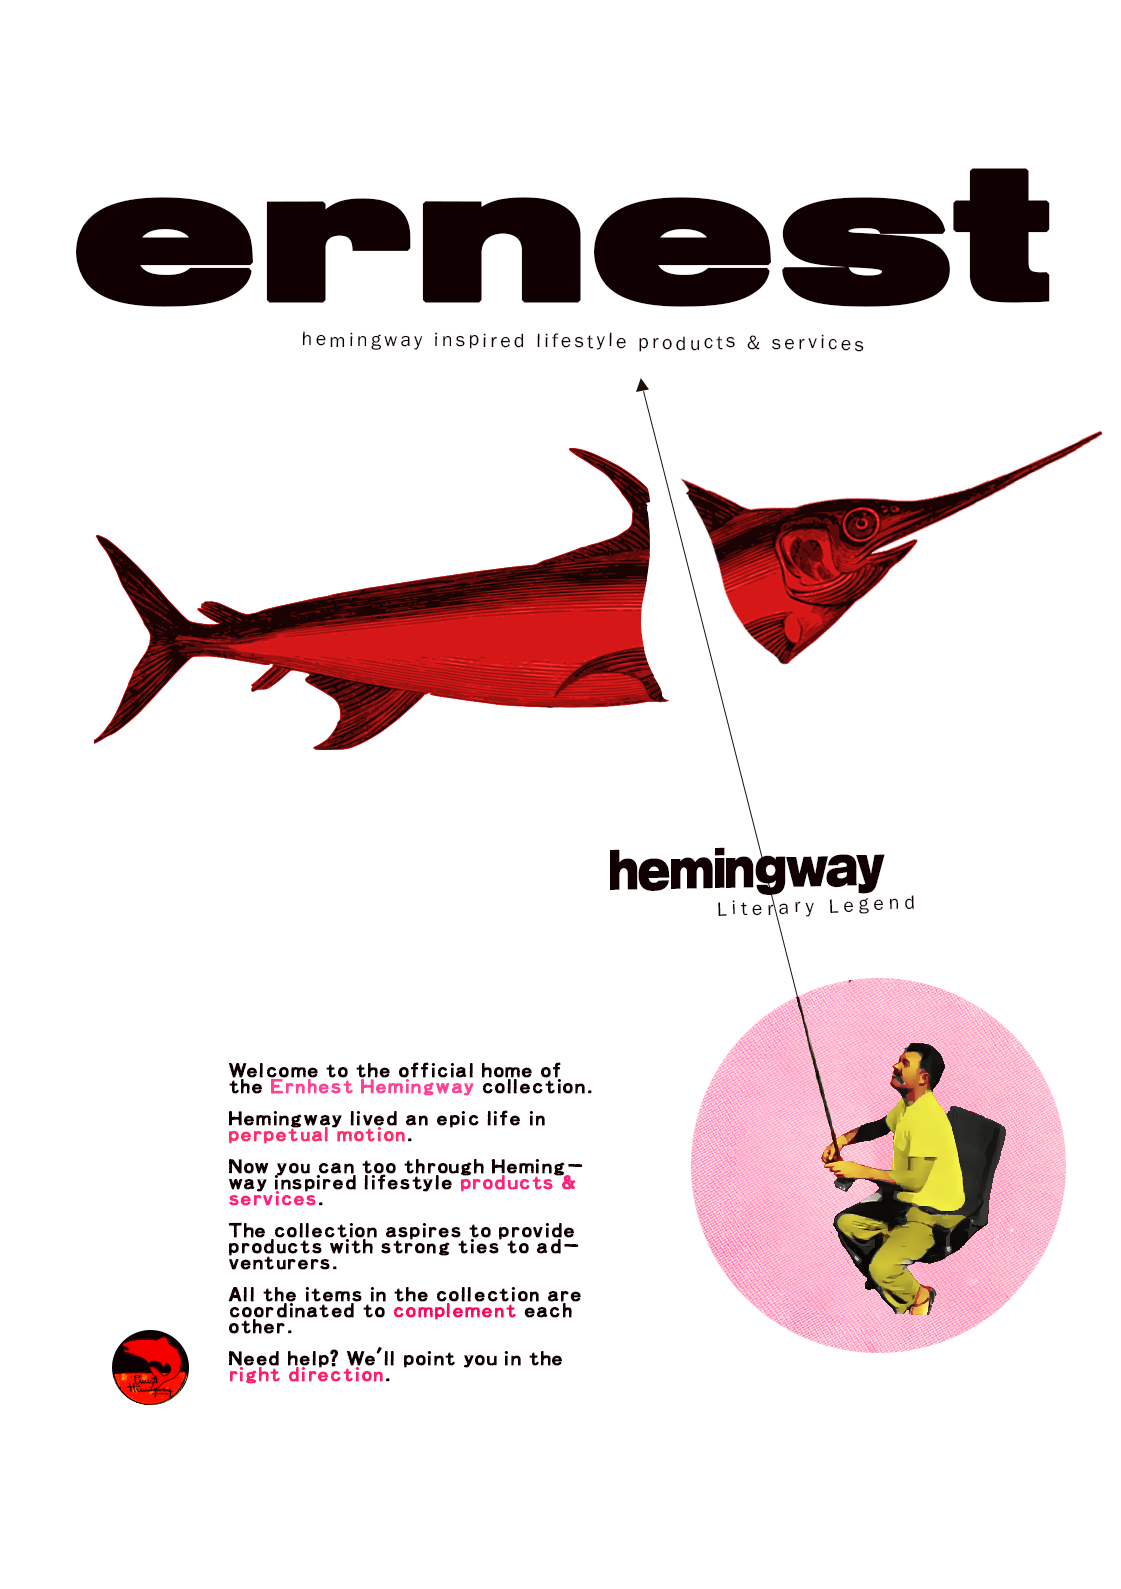 ernest
hemingway inspired lifestyle products & services
hemingway
Literary Legend
Welcome to the official home of
the Ernhest Hemingway collection.
Hemingway lived an epic life in
perpetual motion.
Now you can too through Heming-
way inspired lifestyle products &
services.
The collection aspires to provide
products with strong ties to ad-
venturers.
All the items in the collection are
coordinated to complement each
other.
Need help? We'll point you in the
right direction.
Ernest
Hemingway